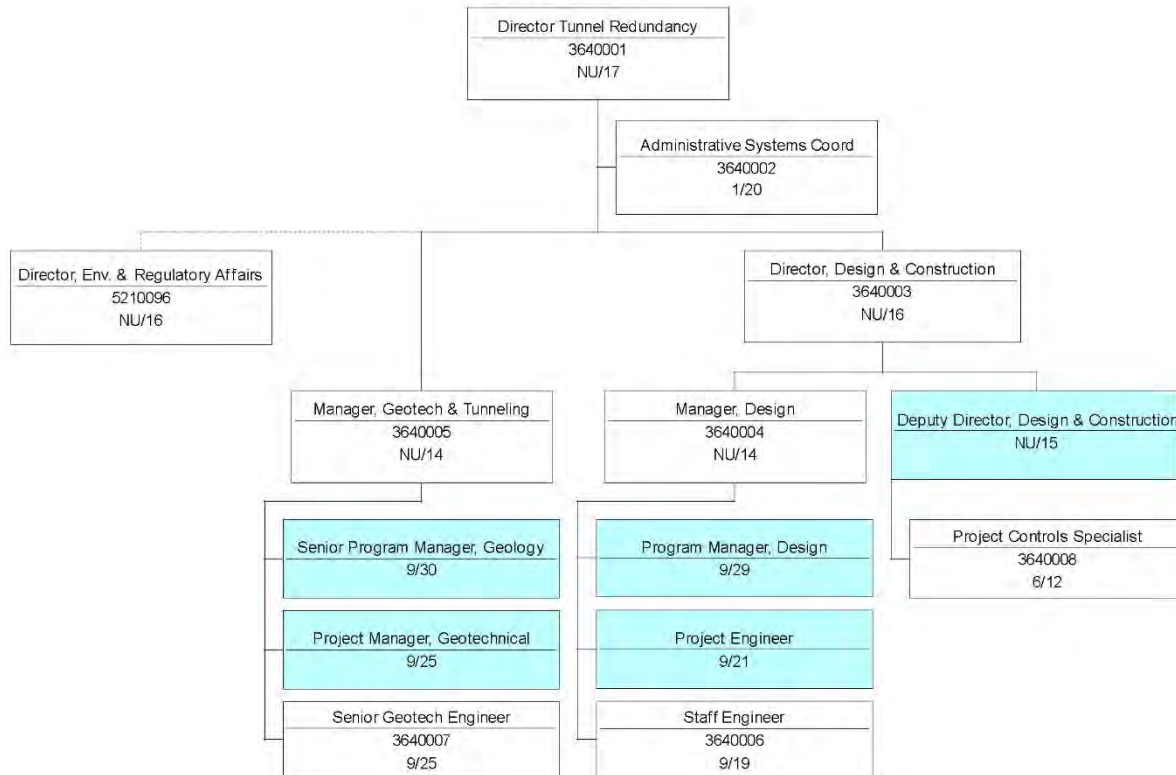 Director Tunnel Redundancy
3640001
NU/17
Administrative Systems Coord
3640002
1/20
Director, Env. & Regulatory Affairs
5210096
NU/16
Director, Design & Construction
3640003
NU/16
Manager, Geotech & Tunneling
3640005
NU/14
Manager, Design
3640004
NU/14
Deputy Director, Design & Construction
NU/15
Senior Program Manager, Geology
9/30
Program Manager, Design
9/29
Project Controls Specialist
3640008
6/12
Project Manager, Geotechnical
9/25
Project Engineer
9/21
Senior Geotech Engineer
3640007
9/25
Staff Engineer
3640006
9/19